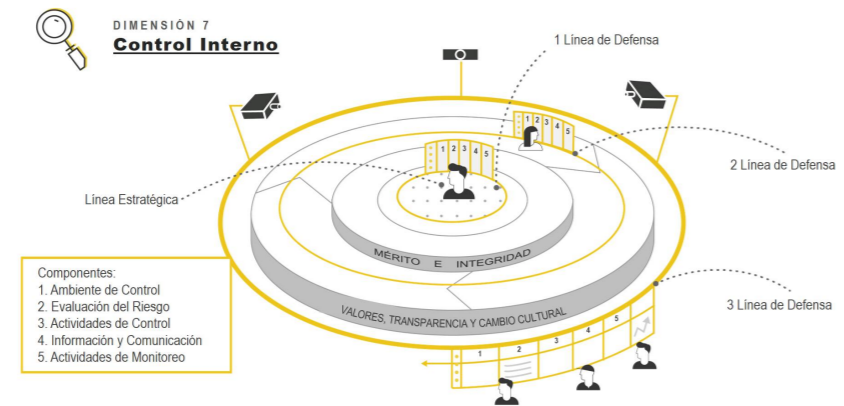 DIMENSIÓN 7
Control Interno
1 Línea de Defensa
1 2 3 4 5
1 2 3 4 5
2 Línea de Defensa
Línea Estratégica
MÉRITO E INTEGRIDAD
VALORES, TRANSPARENCIA Y CAMBIO CULTURAL
3 Línea de Defensa
1 2 3 4 5
Componentes:
1. Ambiente de Control
2. Evaluación del Riesgo
3. Actividades de Control
4. Información y Comunicación
5. Actividades de Monitoreo